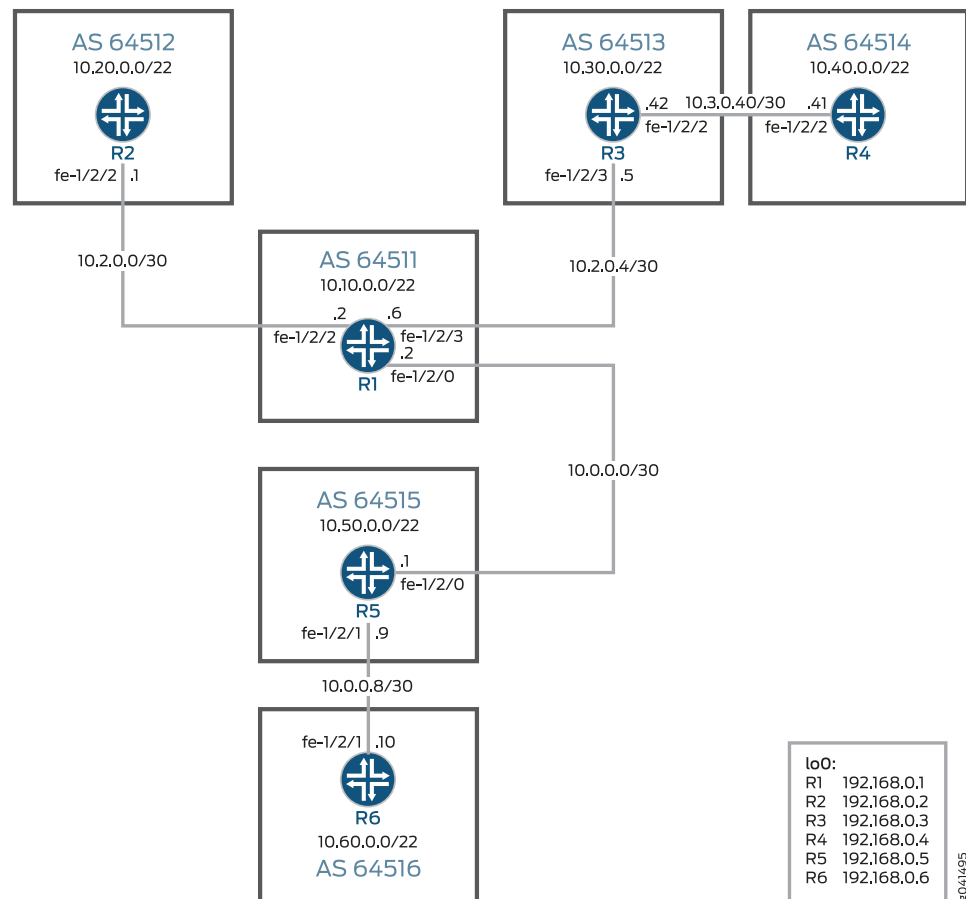 AS 64512
10.20.0.0/22
R2
fe-1/2/2 .1
10.2.0.0/30
AS 64513
10.30.0.0/22
.42
fe-1/2/2
R3
fe-1/2/3 .5
10.3.0.40/30
AS 64514
10.40.0.0/22
.41
fe-1/2/2
R4
10.2.0.4/30
AS 64511
10.10.0.0/22
.2
fe-1/2/2
.6
fe-1/2/3
.2
fe-1/2/0
R1
10.0.0.0/30
AS 64515
10.50.0.0/22
.1
fe-1/2/0
R5
fe-1/2/1 .9
10.0.0.8/30
fe-1/2/1 .10
R6
10.60.0.0/22
AS 64516
lo0:
R1 192.168.0.1
R2 192.168.0.2
R3 192.168.0.3
R4 192.168.0.4
R5 192.168.0.5
R6 192.168.0.6
g041495